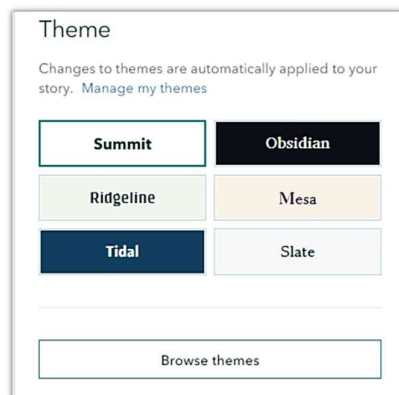 Theme
Changes to themes are automatically applied to your
story. Manage my themes
Summit
Obsidian
Ridgeline
Mesa
Tidal
Slate
Browse themes